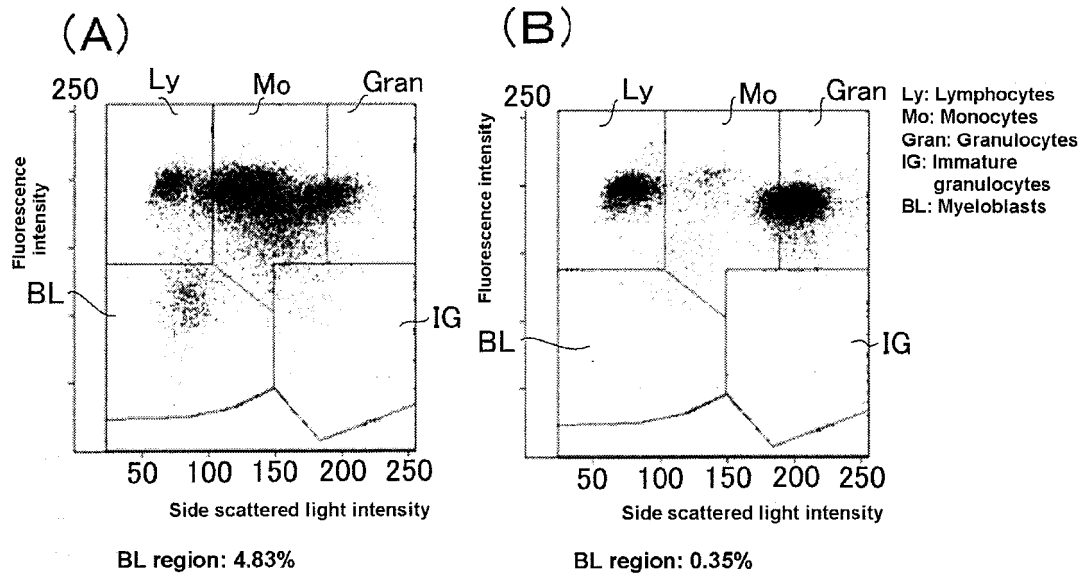 (A)
(B)
Ly
Mo
Gran
250
Fluorescence
intensity
BL
IG
50 100 150 200 250
Side scattered light intensity
BL region: 4.83%
Ly
Mo
Gran
250
Fluorescence intensity
BL
IG
50 100 150 200 250
Side scattered light intensity
BL region: 0.35%
Ly: Lymphocytes
Mo: Monocytes
Gran: Granulocytes
IG: Immature
granulocytes
BL: Myeloblasts